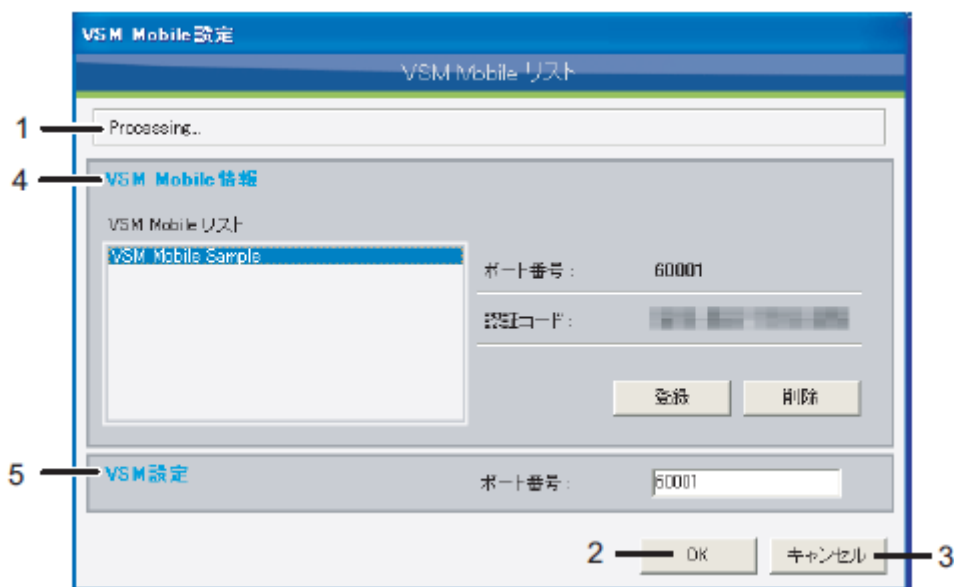 VSM Mobile設定
VSM Mobile リスト
1
Processing...
4
VSM Mobile情報
VSM Mobile リスト
VSM Mobile Sample
ポート番号: 60001
認証コード:
登録 削除
5
VSM設定
ポート番号: 60001
2 OK キャンセル 3